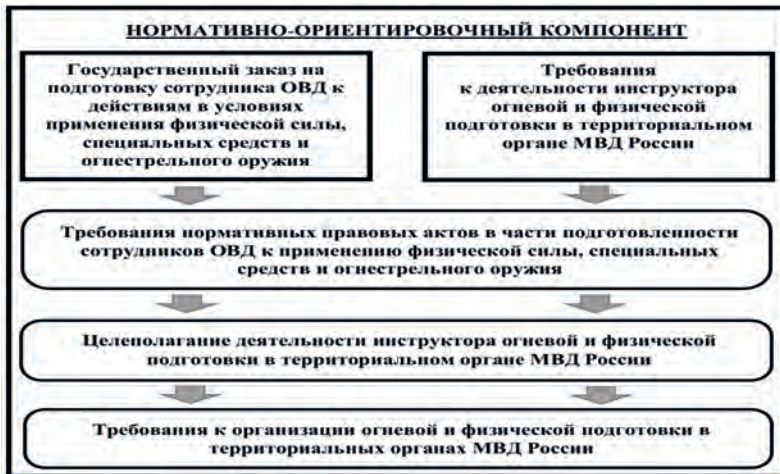 НОРМАТИВНО-ОРИЕНТИРОВОЧНЫЙ КОМПОНЕНТ
Государственный заказ на
подготовку сотрудника ОВД к
действиям в условиях
применения физической силы,
специальных средств и
огнестрельного оружия
Требования
к деятельности инструктора
огневой и физической
подготовки в территориальном
органе МВД России
Требования нормативных правовых актов в части подготовленности
сотрудников ОВД к применению физической силы, специальных
средств и огнестрельного оружия
Целеполагание деятельности инструктора огневой и физической
подготовки в территориальном органе МВД России
Требования к организации огневой и физической подготовки в
территориальных органах МВД России